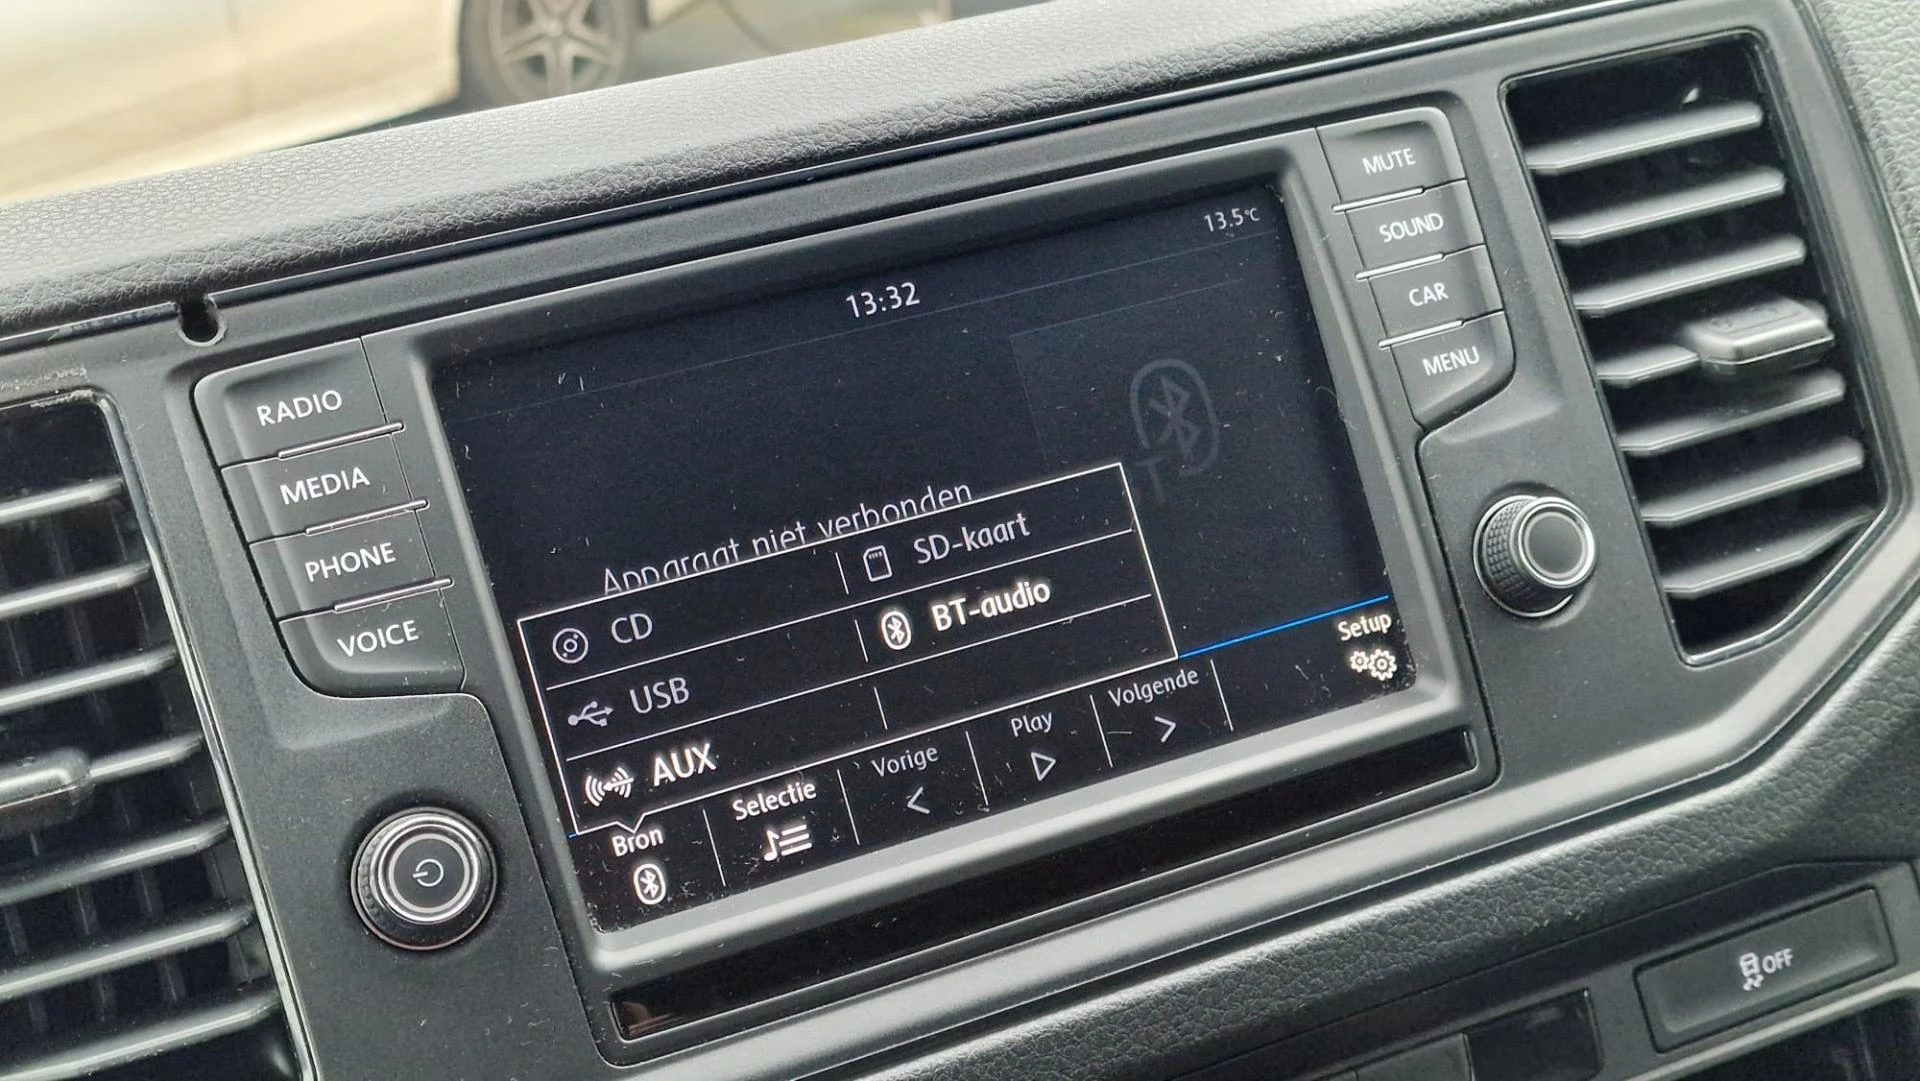 MUTE
SOUND
CAR
MENU
13.5°C
13:32
RADIO
MEDIA
PHONE
VOICE
Apparaat niet verbonden
CD
SD-kaart
USB
BT-audio
AUX
Bron
Selectie
Vorige
Play
Volgende
Setup
OFF